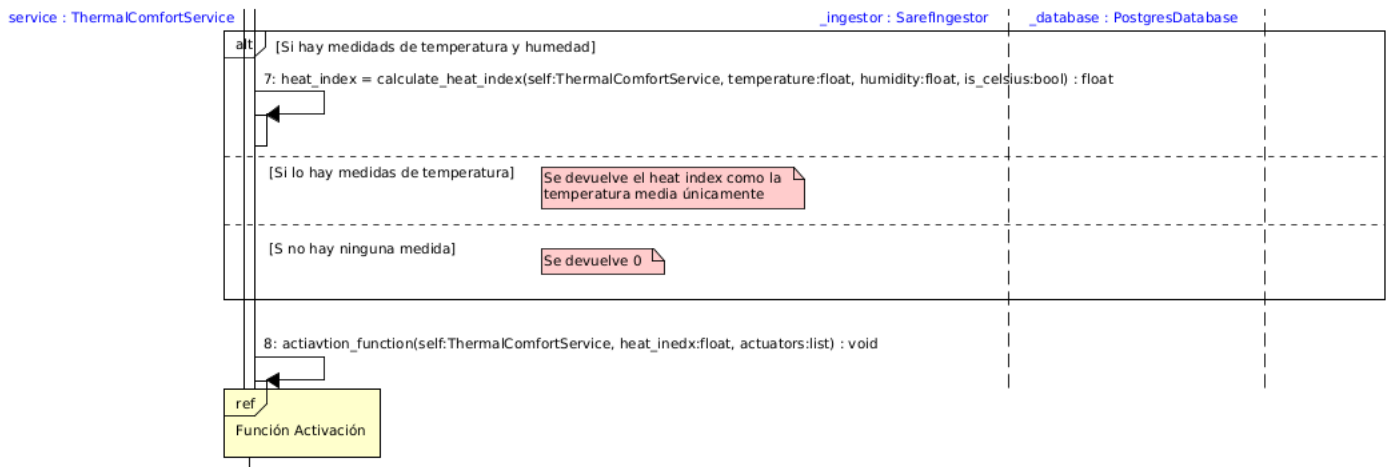 service : ThermalComfortService
_ingestor : SarefIngestor
_database : PostgresDatabase
alt
[Si hay medidads de temperatura y humedad]
7: heat_index = calculate_heat_index(self:ThermalComfortService, temperature:float, humidity:float, is_celsius:bool) : float
[Si lo hay medidas de temperatura]
Se devuelve el heat index como la
temperatura media únicamente
[S no hay ninguna medida]
Se devuelve 0
8: actiavtion_function(self:ThermalComfortService, heat_inedx:float, actuators:list) : void
ref
Función Activación